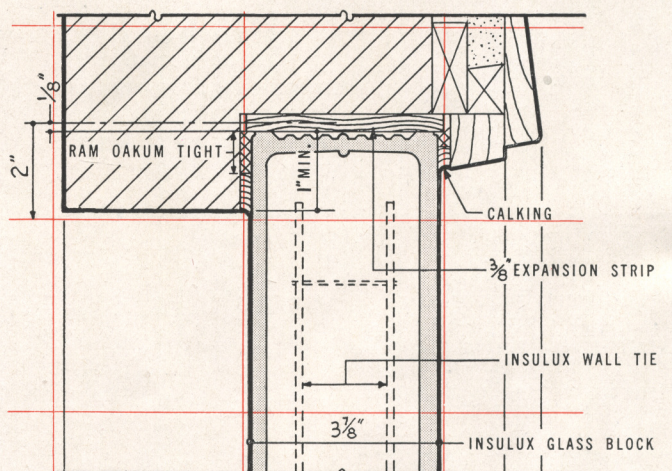 1/8"
2"
RAM OAKUM TIGHT
1" MIN.
CALKING
3/8" EXPANSION STRIP
INSULUX WALL TIE
3 7/8"
INSULUX GLASS BLOCK